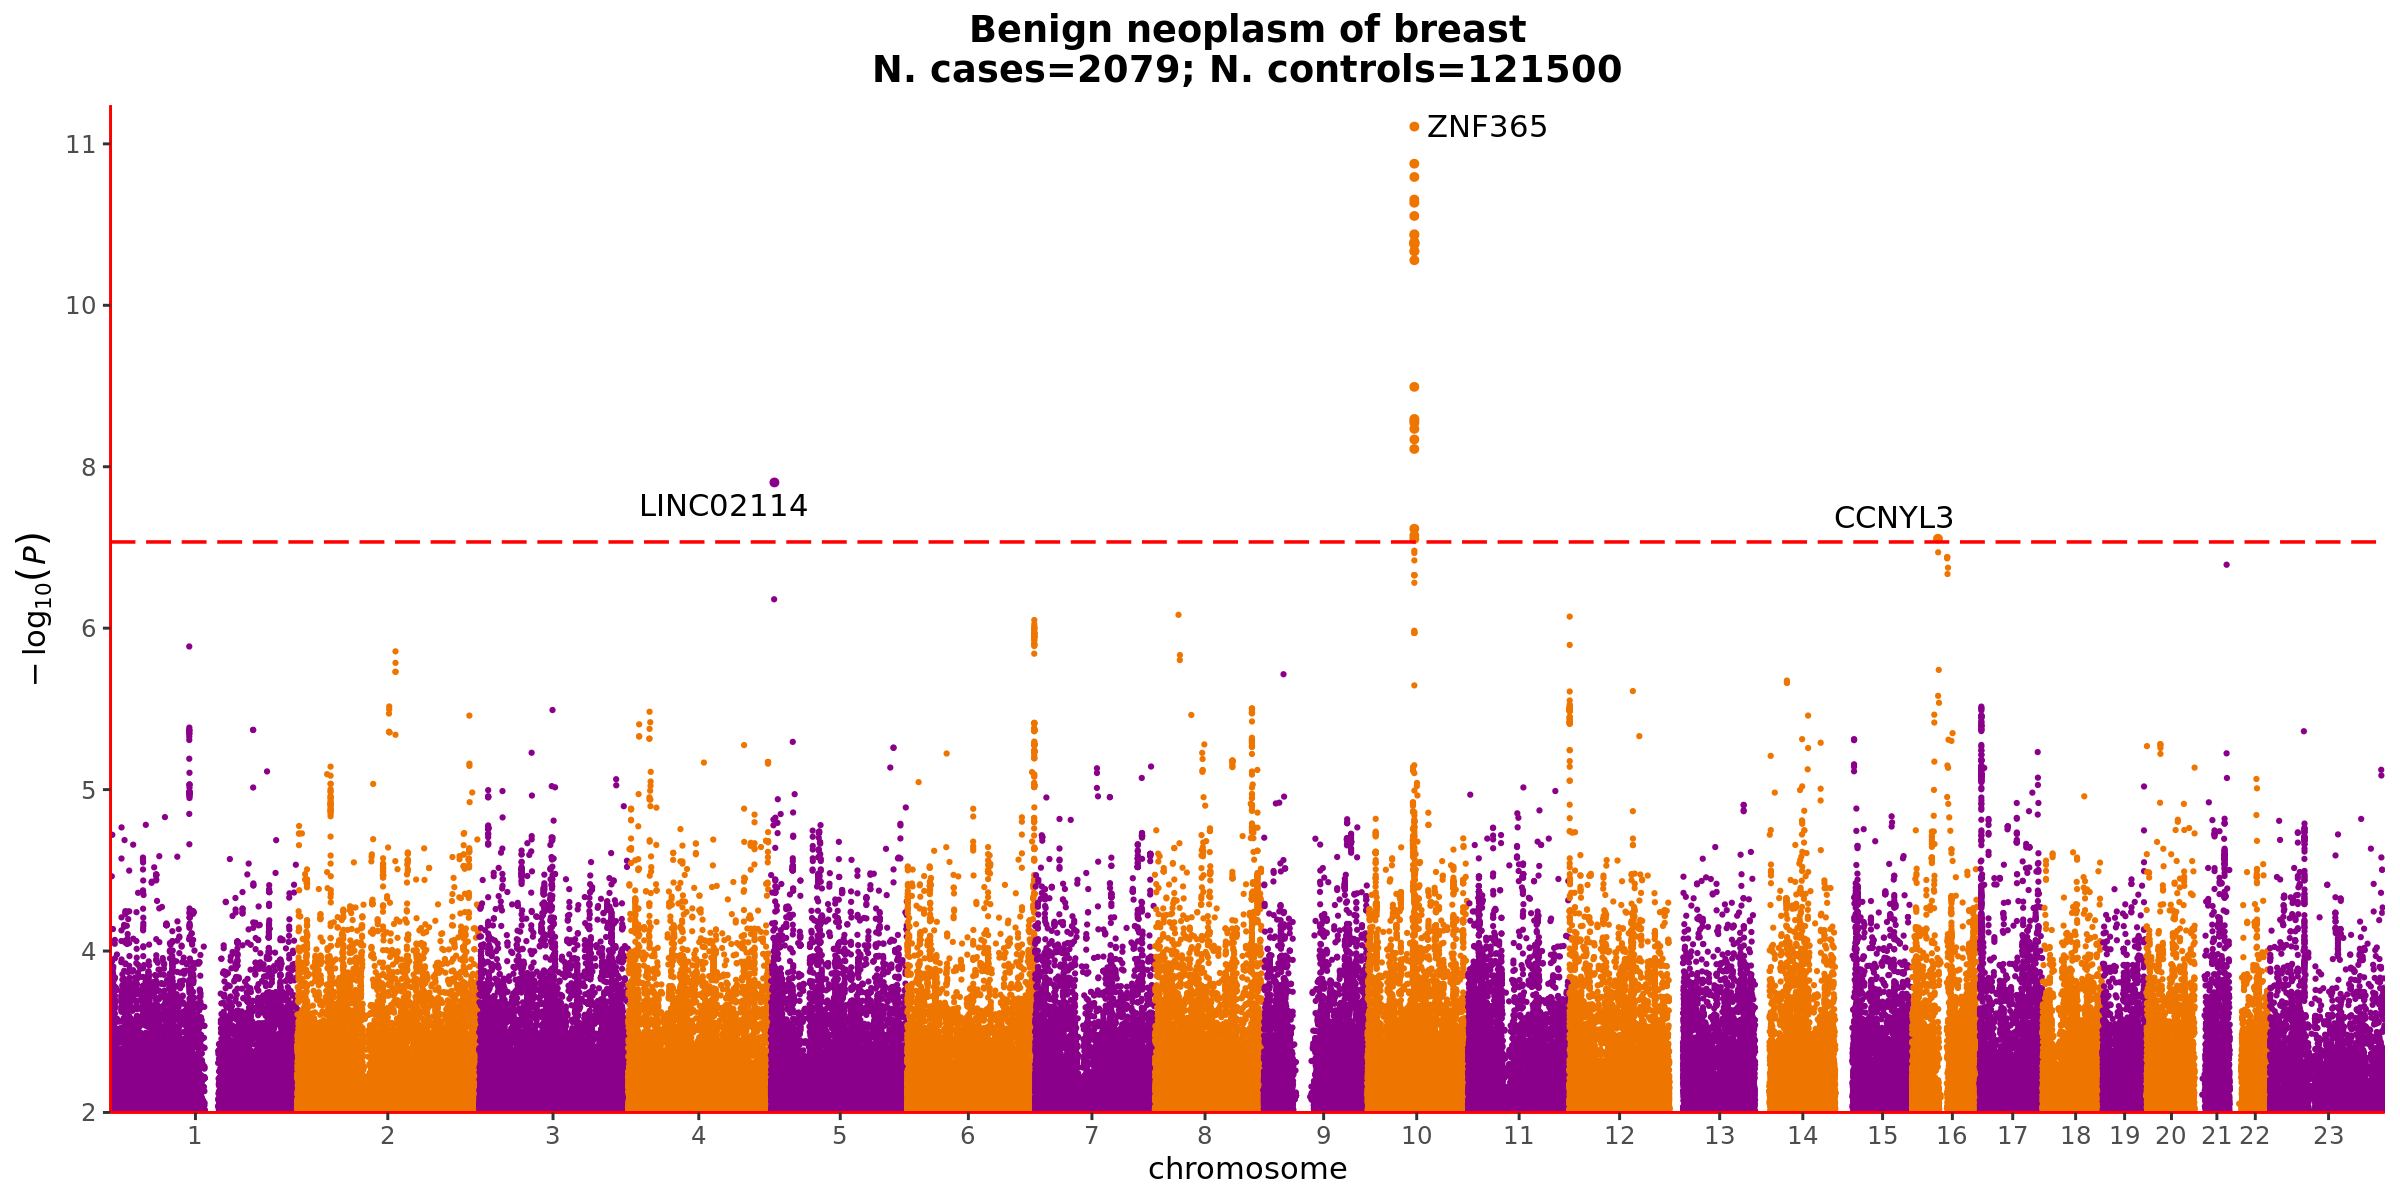 Benign neoplasm of breast
N. cases=2079; N. controls=121500
11
10
8
6
5
4
2
− log10(P)
ZNF365
LINC02114
CCNYL3
1 2 3 4 5 6 7 8 9 10 11 12 13 14 15 16 17 18 19 20 21 22 23
chromosome